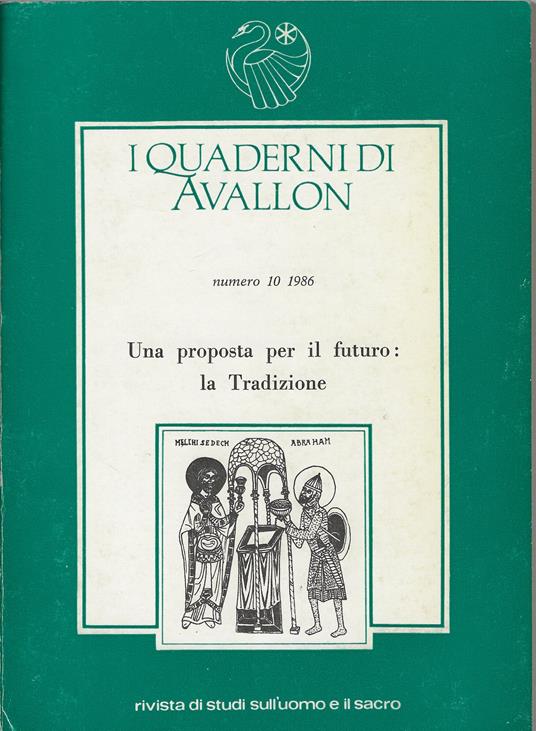 I QUADERNI DI
AVALLON
numero 10 1986
Una proposta per il futuro:
la Tradizione
MELCHISEDECH ABRAHAM
rivista di studi sull'uomo e il sacro